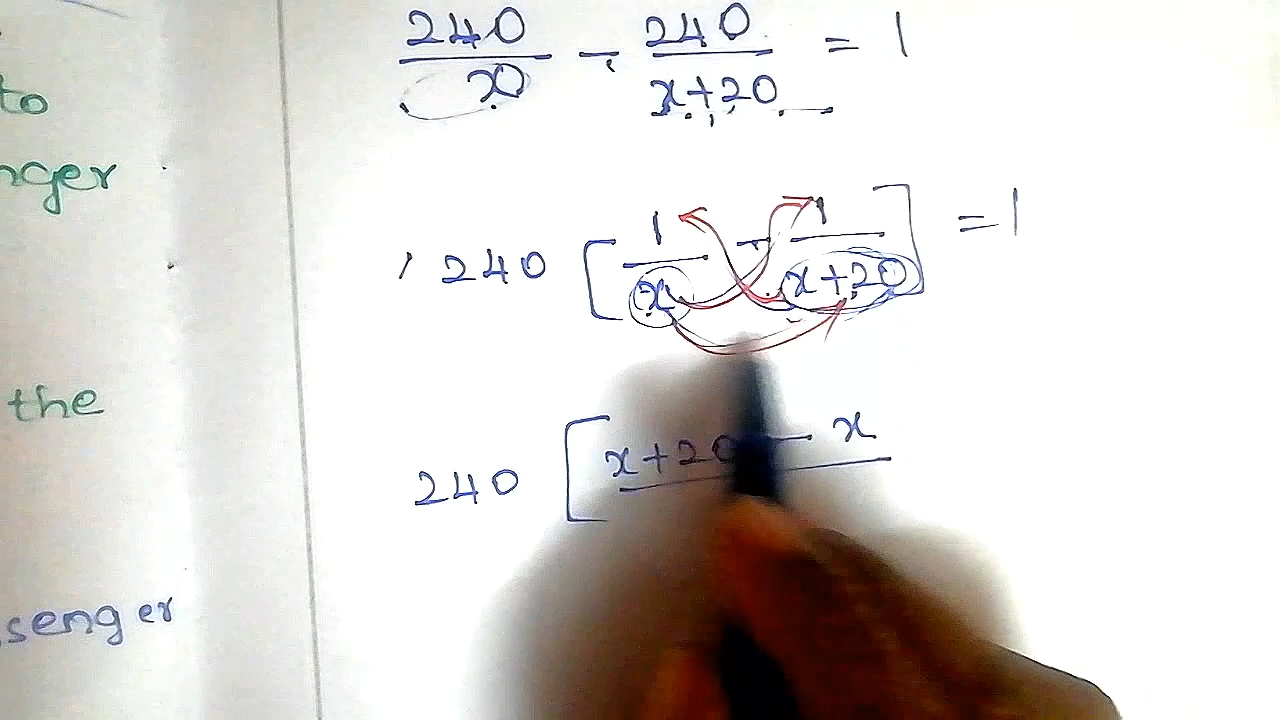 240/x - 240/x+20 = 1
to
nger
240 [ 1/x - 1/x+20 ] = 1
the
240 [ x+20 - x
senger